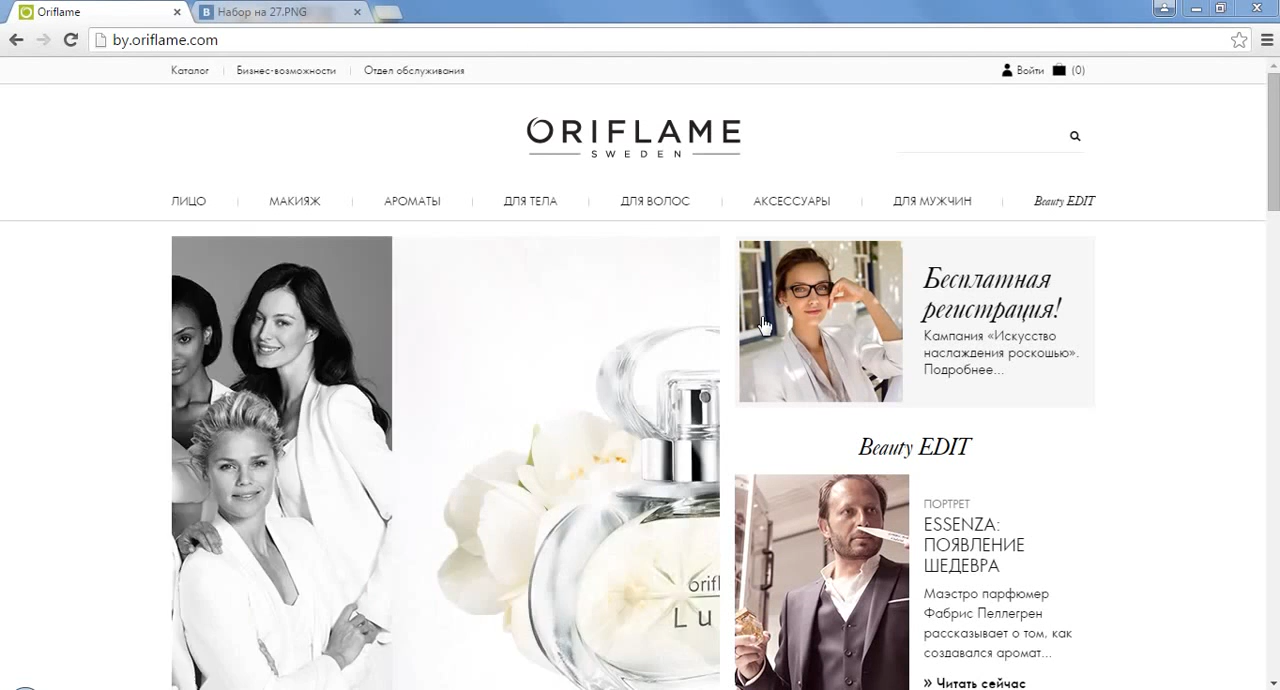 Oriflame
Набор на 27.PNG
by.oriflame.com
Каталог
Бизнес-возможности
Отдел обслуживания
Войти
(0)
ORIFLAME
SWEDEN
ЛИЦО
МАКИЯЖ
АРОМАТЫ
ДЛЯ ТЕЛА
ДЛЯ ВОЛОС
АКСЕССУАРЫ
ДЛЯ МУЖЧИН
Beauty EDIT
Бесплатная
регистрация!
Кампания «Искусство
наслаждения роскошью».
Подробнее...
Beauty EDIT
ПОРТРЕТ
ESSENZA:
ПОЯВЛЕНИЕ
ШЕДЕВРА
Маэстро парфюмер
Фабрис Пеллегрен
рассказывает о том, как
создавался аромат...
» Читать сейчас
orifl
Lu